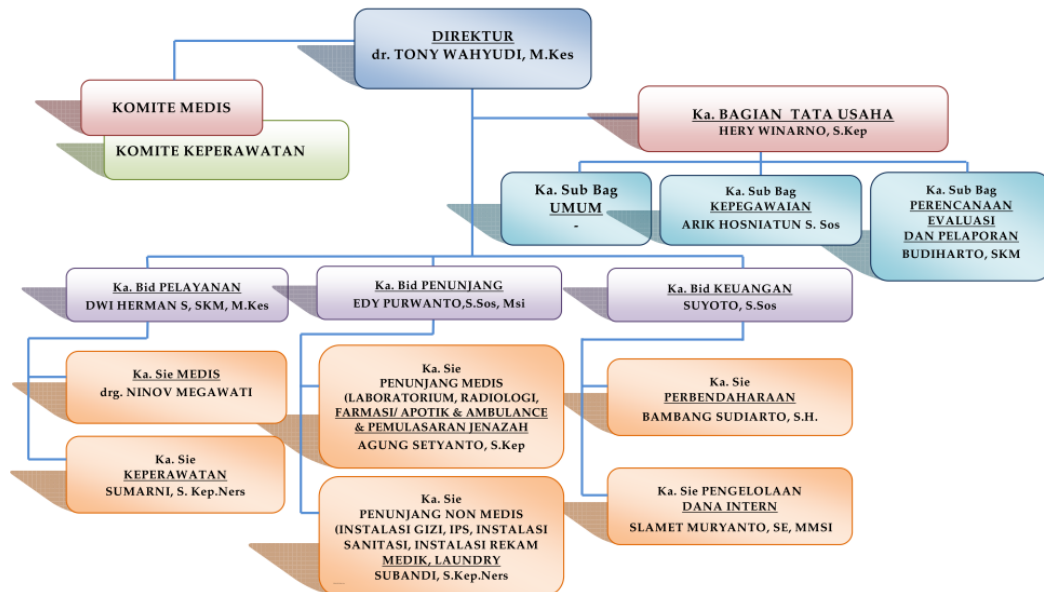 DIREKTUR
dr. TONY WAHYUDI, M.Kes
KOMITE MEDIS
KOMITE KEPERAWATAN
Ka. BAGIAN TATA USAHA
HERY WINARNO, S.Kep
Ka. Sub Bag
UMUM
-
Ka. Sub Bag
KEPEGAWAIAN
ARIK HOSNIATUN S. Sos
Ka. Sub Bag
PERENCANAAN
EVALUASI
DAN PELAPORAN
BUDIHARTO, SKM
Ka. Bid PELAYANAN
DWI HERMAN S, SKM, M.Kes
Ka. Bid PENUNJANG
EDY PURWANTO,S.Sos, Msi
Ka. Bid KEUANGAN
SUYOTO, S.Sos
Ka. Sie MEDIS
drg. NINOV MEGAWATI
Ka. Sie
KEPERAWATAN
SUMARNI, S. Kep.Ners
Ka. Sie
PENUNJANG MEDIS
(LABORATORIUM, RADIOLOGI,
FARMASI/ APOTIK & AMBULANCE
& PEMULASARAN JENAZAH
AGUNG SETYANTO, S.Kep
Ka. Sie
PENUNJANG NON MEDIS
(INSTALASI GIZI, IPS, INSTALASI
SANITASI, INSTALASI REKAM
MEDIK, LAUNDRY
SUBANDI, S.Kep.Ners
Ka. Sie
PERBENDAHARAAN
BAMBANG SUDIARTO, S.H.
Ka. Sie PENGELOLAAN
DANA INTERN
SLAMET MURYANTO, SE, MMSI